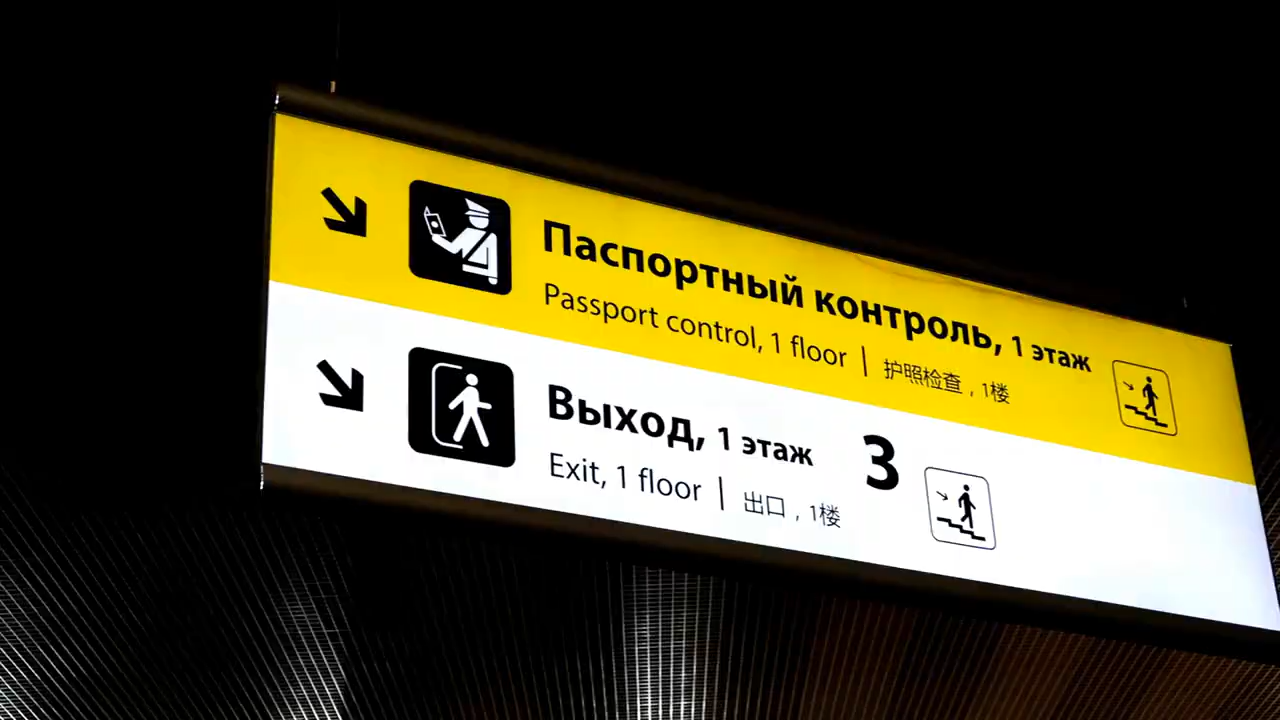 Паспортный контроль, 1 этаж
Passport control, 1 floor | 护照检查，1楼
Выход, 1 этаж 3
Exit, 1 floor | 出口，1楼